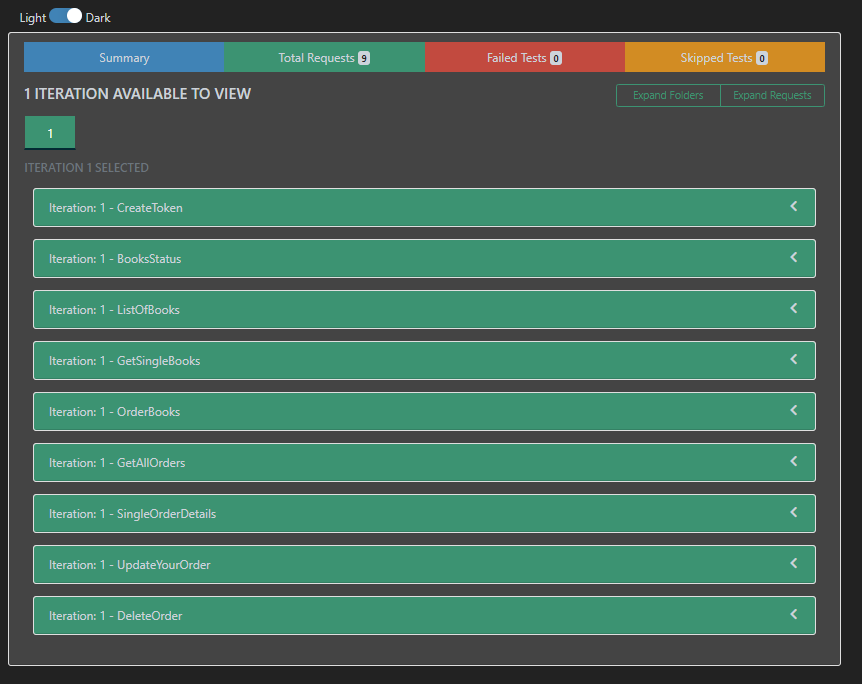 Light Dark
Summary Total Requests 9 Failed Tests 0 Skipped Tests 0
1 ITERATION AVAILABLE TO VIEW Expand Folders Expand Requests
1
ITERATION 1 SELECTED
Iteration: 1 - CreateToken
Iteration: 1 - BooksStatus
Iteration: 1 - ListOfBooks
Iteration: 1 - GetSingleBooks
Iteration: 1 - OrderBooks
Iteration: 1 - GetAllOrders
Iteration: 1 - SingleOrderDetails
Iteration: 1 - UpdateYourOrder
Iteration: 1 - DeleteOrder